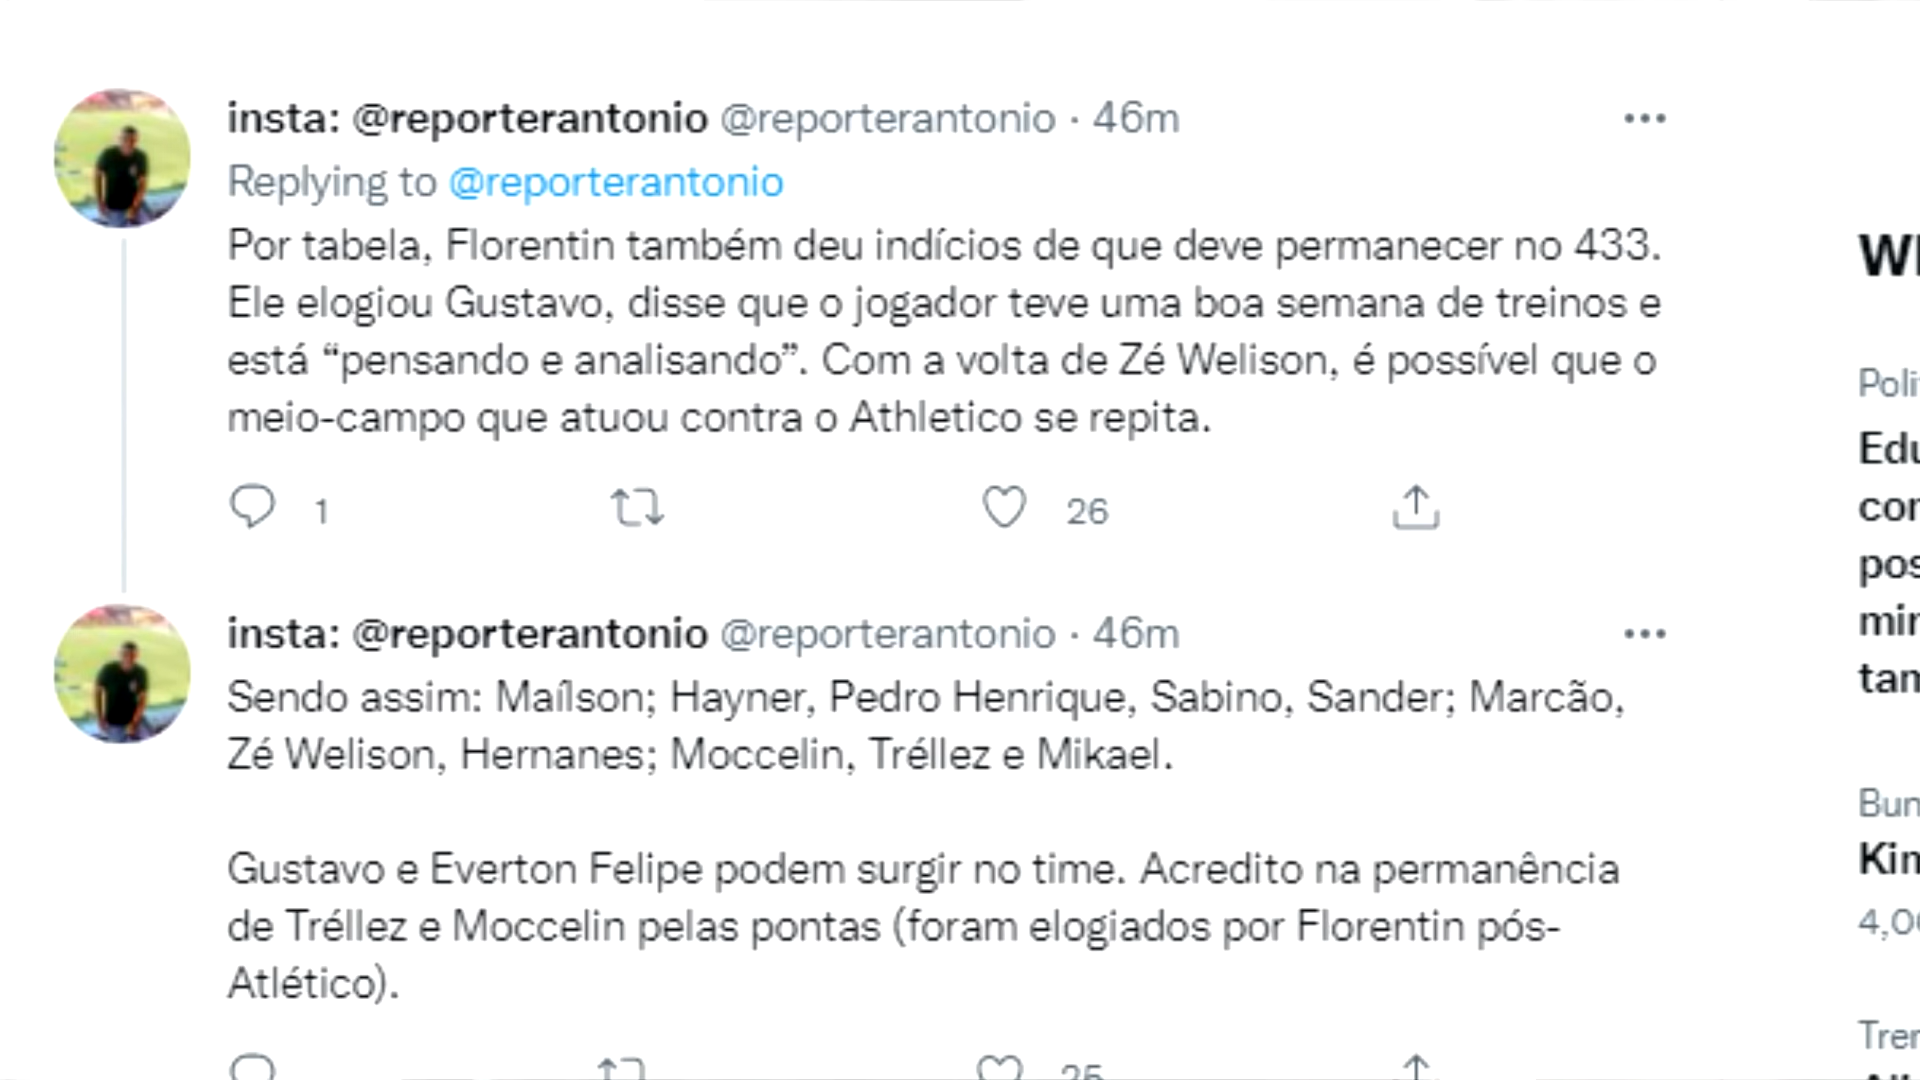 insta: @reporterantonio @reporterantonio · 46m
Replying to @reporterantonio
Por tabela, Florentin também deu indícios de que deve permanecer no 433.
Ele elogiou Gustavo, disse que o jogador teve uma boa semana de treinos e
está “pensando e analisando”. Com a volta de Zé Welison, é possível que o
meio-campo que atuou contra o Athletico se repita.
1 26
insta: @reporterantonio @reporterantonio · 46m
Sendo assim: Maílson; Hayner, Pedro Henrique, Sabino, Sander; Marcão,
Zé Welison, Hernanes; Moccelin, Tréllez e Mikael.
Gustavo e Everton Felipe podem surgir no time. Acredito na permanência
de Tréllez e Moccelin pelas pontas (foram elogiados por Florentin pós-
Atlético).
25